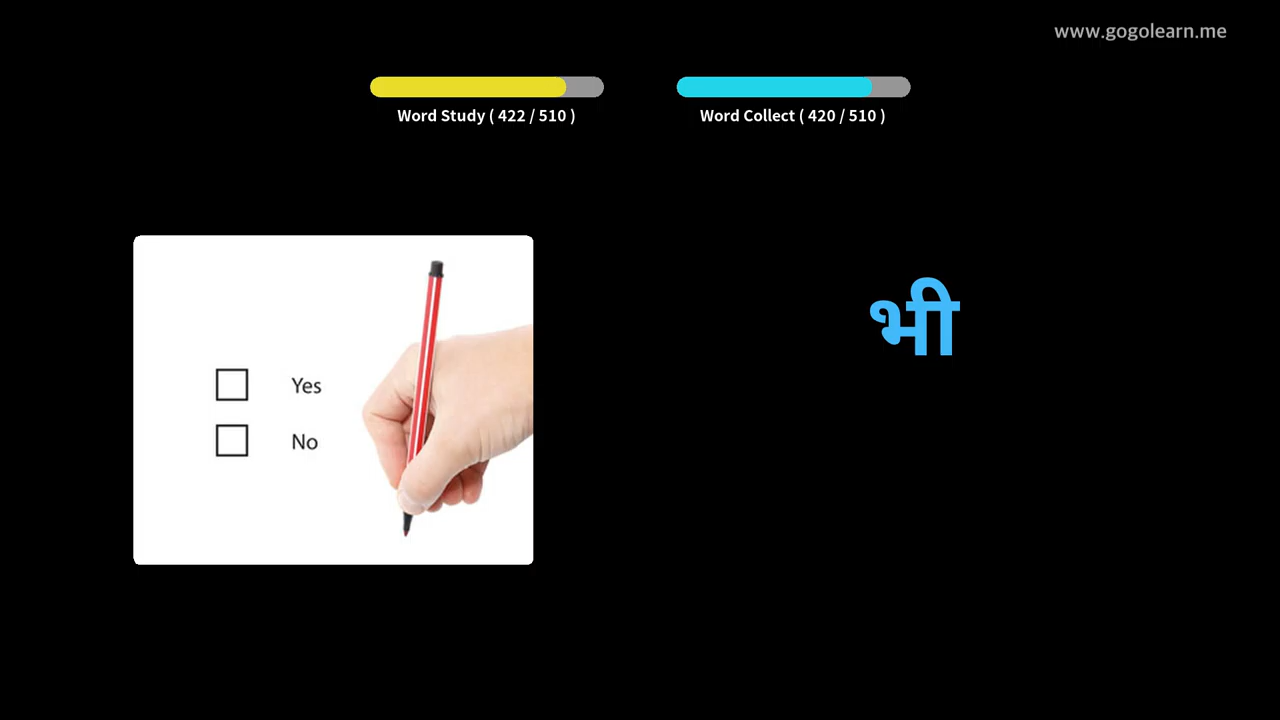 www.gogolearn.me
Word Study ( 422 / 510 )
Word Collect ( 420 / 510 )
भी
Yes
No